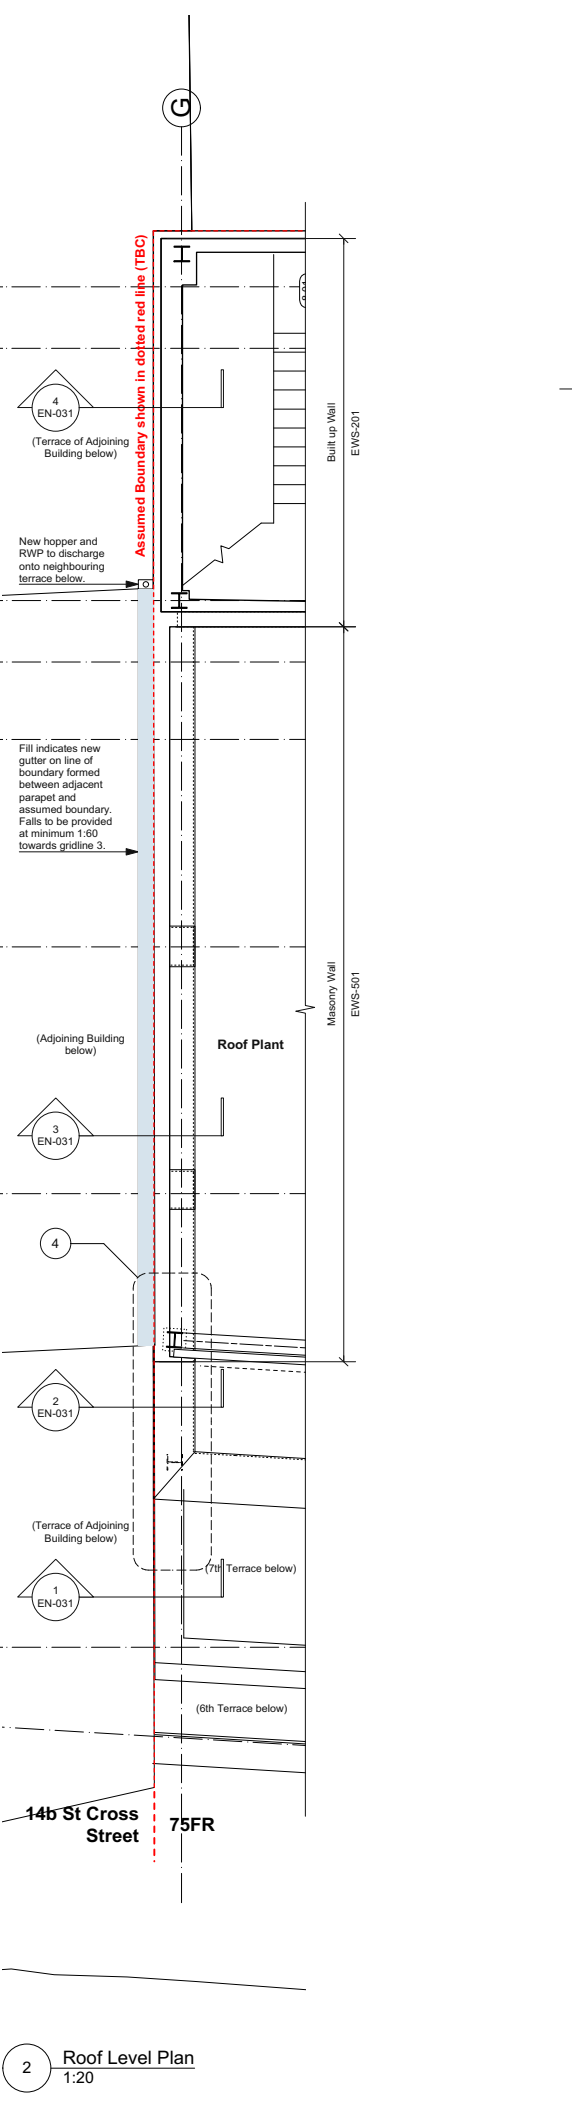 G
Assumed Boundary shown in dotted red line (TBC)
4
EN-031
(Terrace of Adjoining
Building below)
Built up Wall
EWS-201
New hopper and
RWP to discharge
onto neighbouring
terrace below.
Fill indicates new
gutter on line of
boundary formed
between adjacent
parapet and
assumed boundary.
Falls to be provided
at minimum 1:60
towards gridline 3.
Masonry Wall
EWS-501
(Adjoining Building
below)
Roof Plant
3
EN-031
4
2
EN-031
(Terrace of Adjoining
Building below)
(7th Terrace below)
1
EN-031
(6th Terrace below)
14b St Cross
Street
75FR
2
Roof Level Plan
1:20